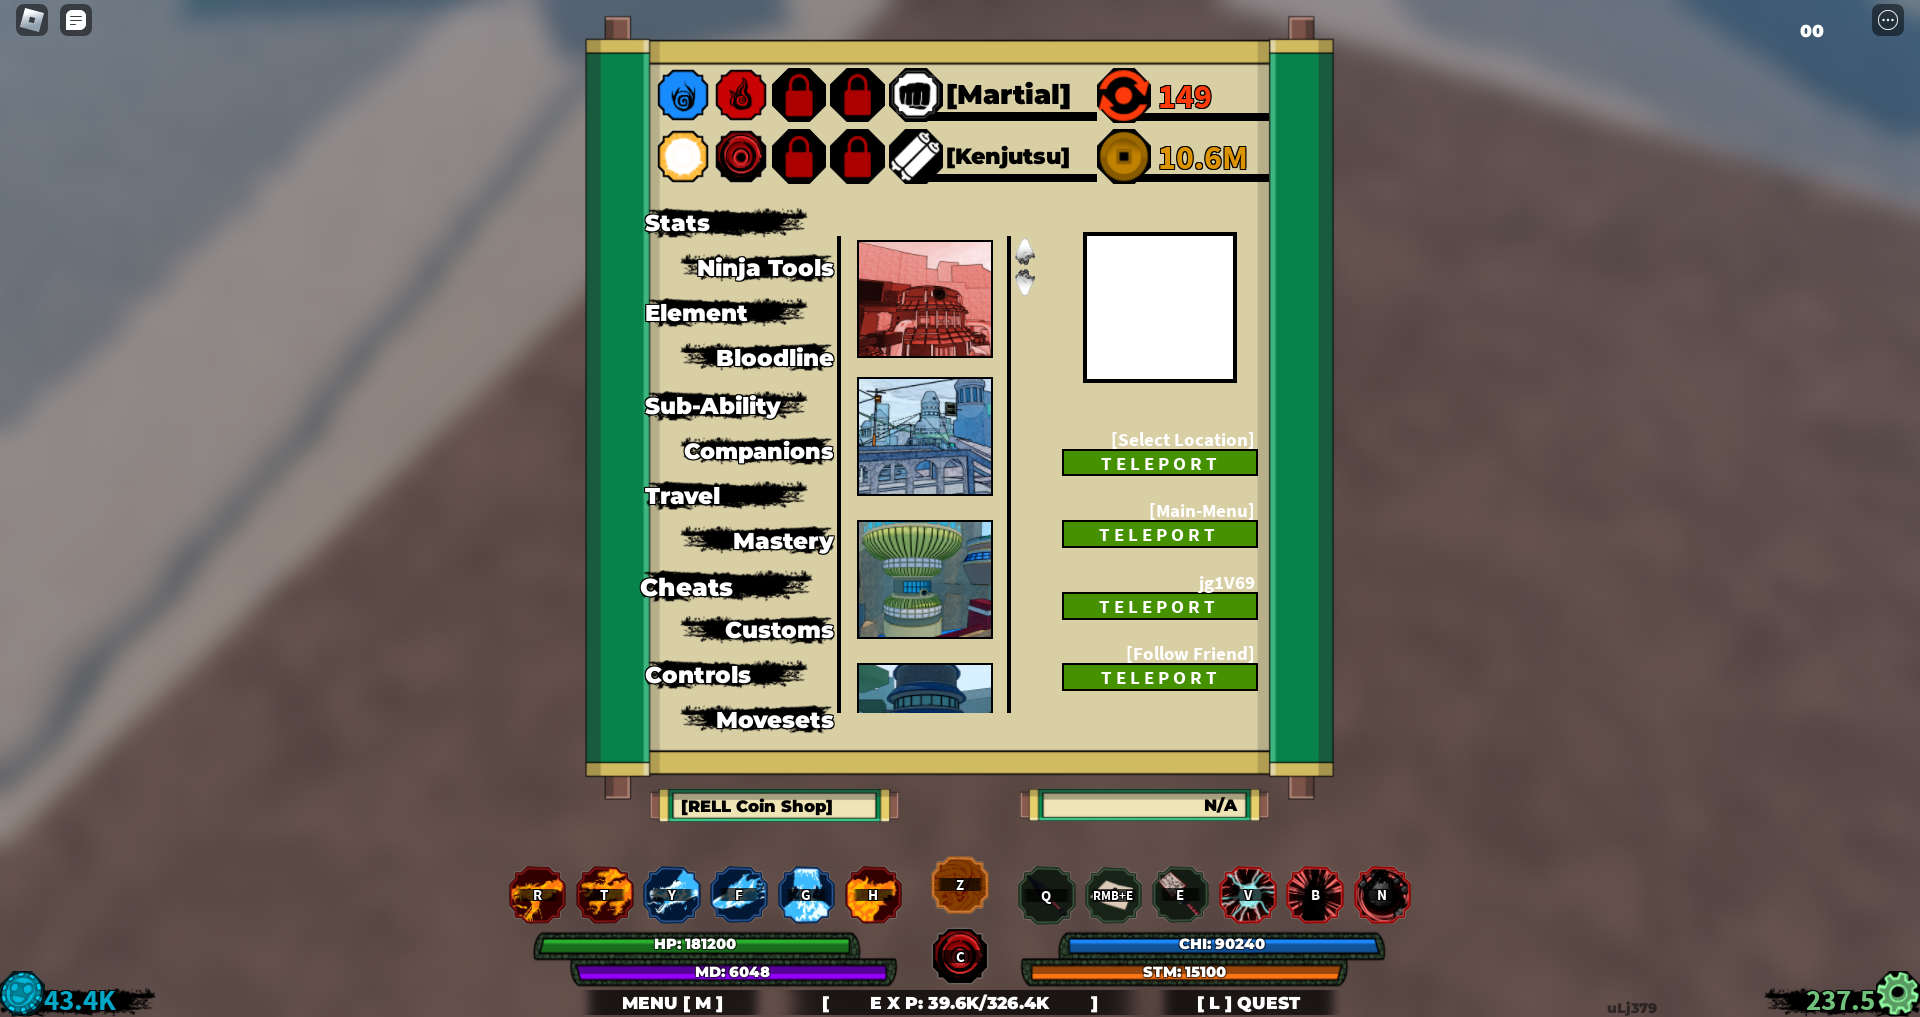 00
[Martial]
149
[Kenjutsu]
10.6M
Stats
Ninja Tools
Element
Bloodline
Sub-Ability
Companions
Travel
Mastery
Cheats
Customs
Controls
Movesets
[Select Location]
TELEPORT
[Main-Menu]
TELEPORT
jg1V69
TELEPORT
[Follow Friend]
TELEPORT
[RELL Coin Shop]
N/A
R
T
Y
F
G
H
Z
Q
RMB+E
E
V
B
N
HP: 181200
C
CHI: 90240
MD: 6048
STM: 15100
43.4K
MENU [ M ]
[ EXP: 39.6K/326.4K ]
[ L ] QUEST
uLj379
237.5